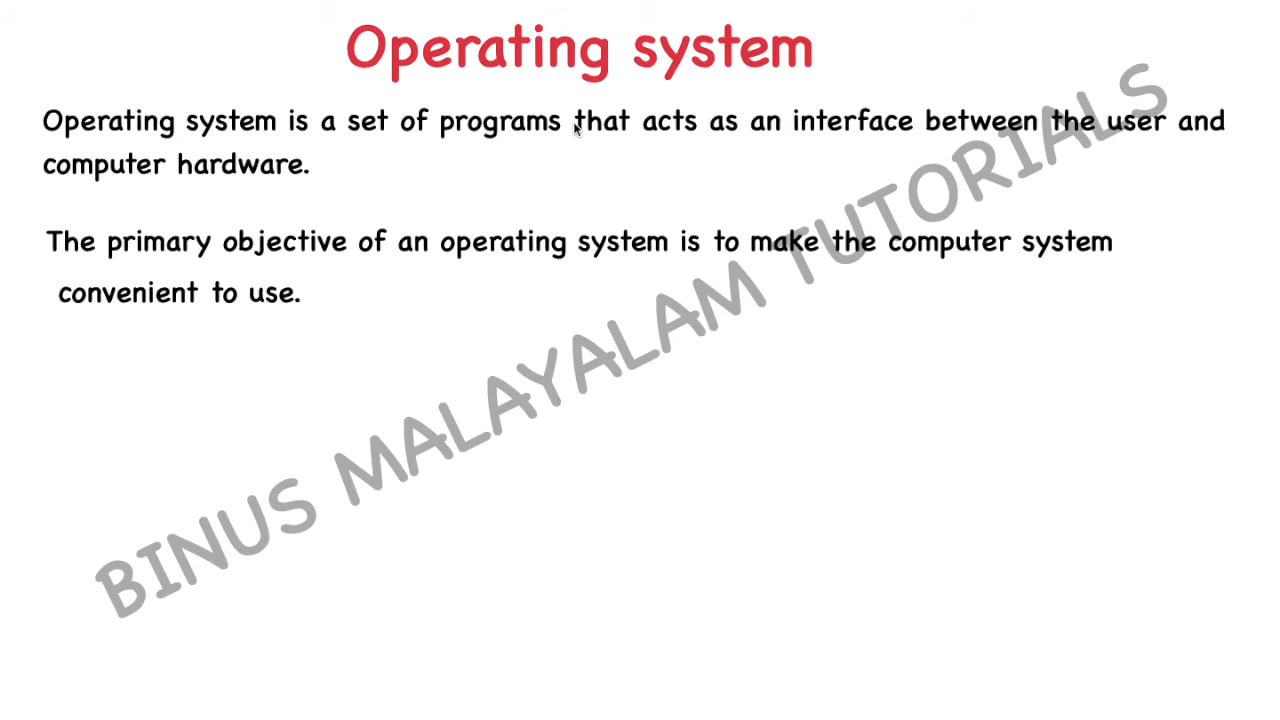 Operating system
Operating system is a set of programs that acts as an interface between the user and
computer hardware.
The primary objective of an operating system is to make the computer system
convenient to use.
BINUS MALAYALAM TUTORIALS